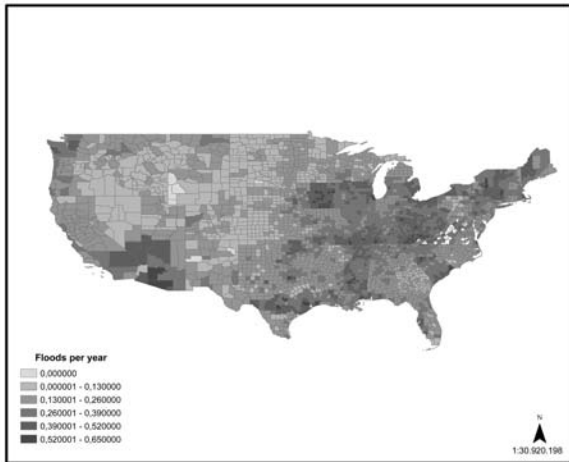 Floods per year
0,000000
0,000001 - 0,130000
0,130001 - 0,260000
0,260001 - 0,390000
0,390001 - 0,520000
0,520001 - 0,650000
N
1:30.920.198